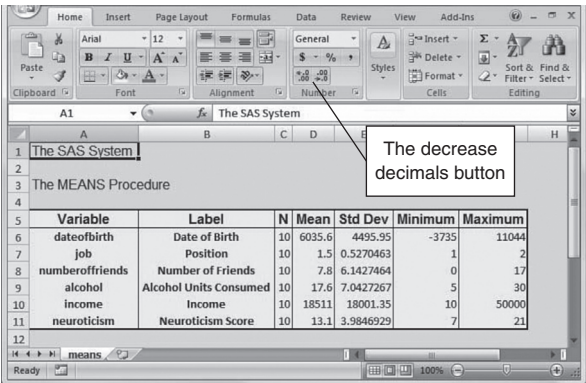 Home Insert Page Layout Formulas Data Review View Add-Ins
Arial 12 General Insert
B I U A A $ % , Delete
Paste A Styles Format Sort & Filter Find & Select
Clipboard Font Alignment Number Cells Editing
A1 fx The SAS System
A B C D E H
1 The SAS System
2
3 The MEANS Procedure
4
The decrease
decimals button
5 Variable Label N Mean Std Dev Minimum Maximum
6 dateofbirth Date of Birth 10 6035.6 4495.95 -3735 11044
7 job Position 10 1.5 0.5270463 1 2
8 numberoffriends Number of Friends 10 7.8 6.1427464 0 17
9 alcohol Alcohol Units Consumed 10 17.6 7.0427267 5 30
10 income Income 10 18511 18001.35 10 50000
11 neuroticism Neuroticism Score 10 13.1 3.9846929 7 21
12
means
Ready 100%